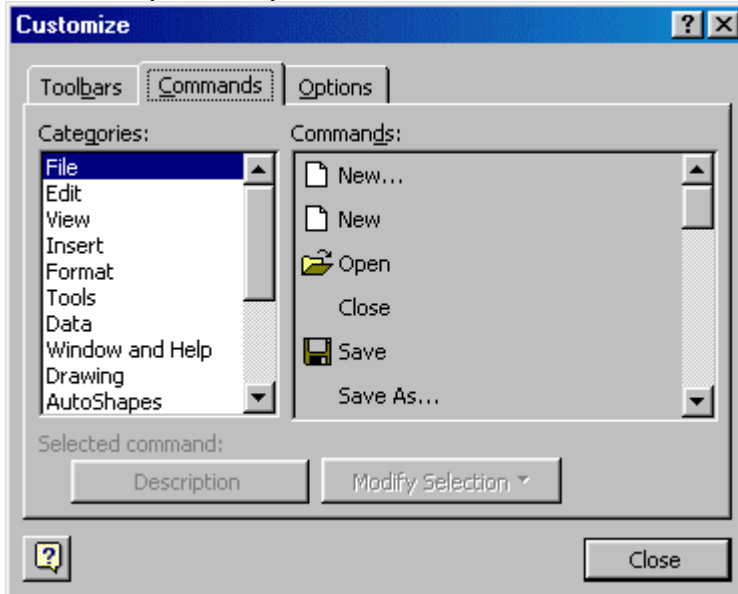 Customize
Toolbars Commands Options
Categories:
File
Edit
View
Insert
Format
Tools
Data
Window and Help
Drawing
AutoShapes
Commands:
New...
New
Open
Close
Save
Save As...
Selected command:
Description Modify Selection
Close